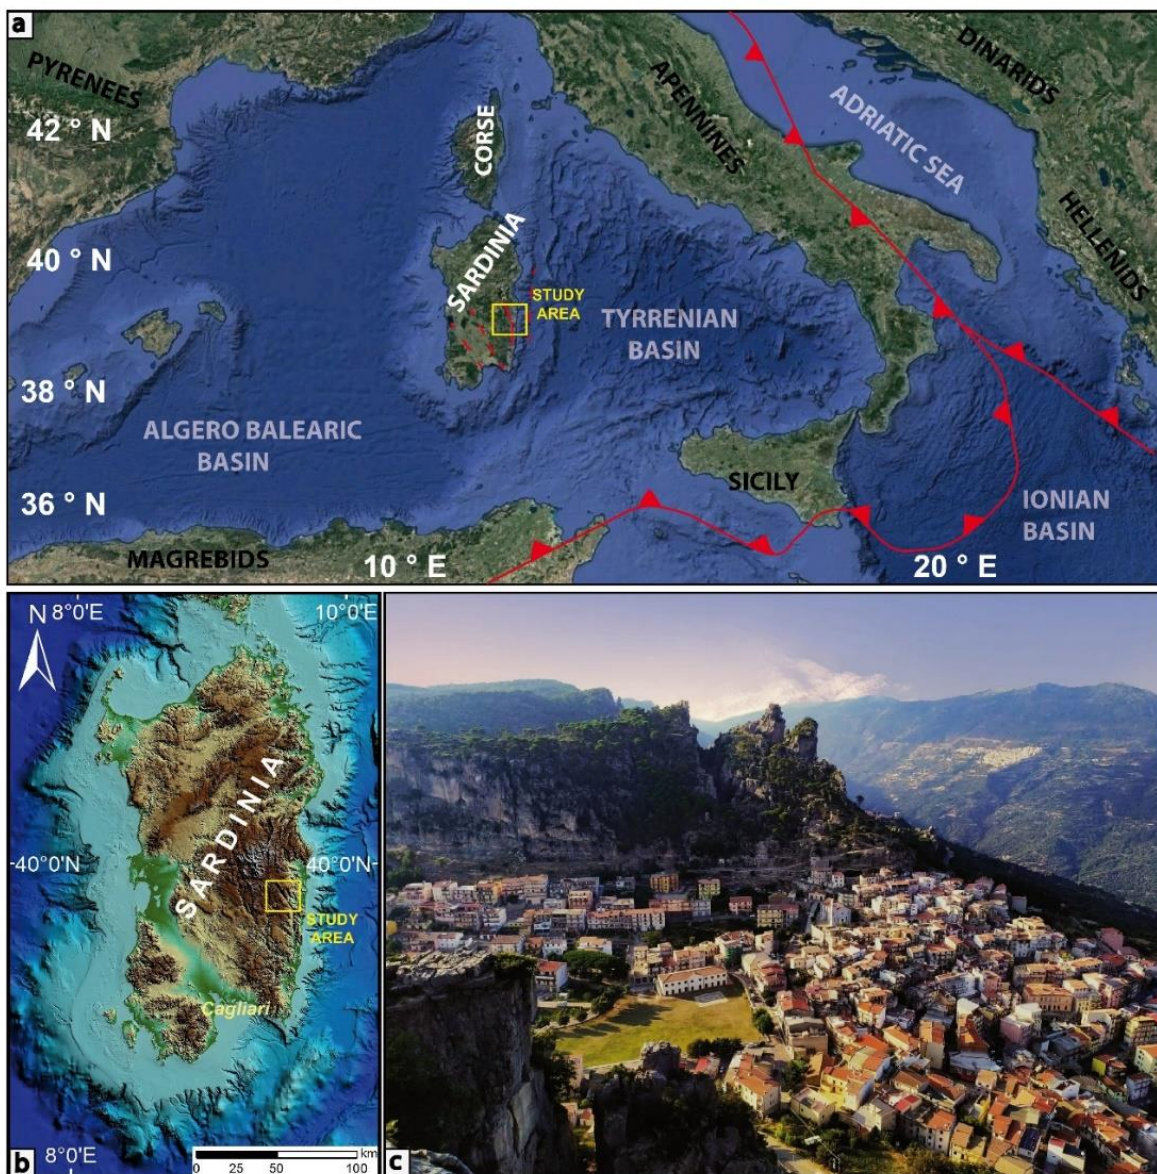 a
PYRENEES
42 ° N
40 ° N
38 ° N
36 ° N
CORSE
SARDINIA
STUDY
AREA
APENNINES
ADRIATIC SEA
DINARIDS
HELLENIDS
TYRRENIAN
BASIN
ALGERO BALEARIC
BASIN
SICILY
IONIAN
BASIN
MAGREBIDS
10 ° E
20 ° E
N
8°0'E
10°0'E
SARDINIA
40°0'N
40°0'N
STUDY
AREA
Cagliari
b
8°0'E
km
0
25
50
100
c